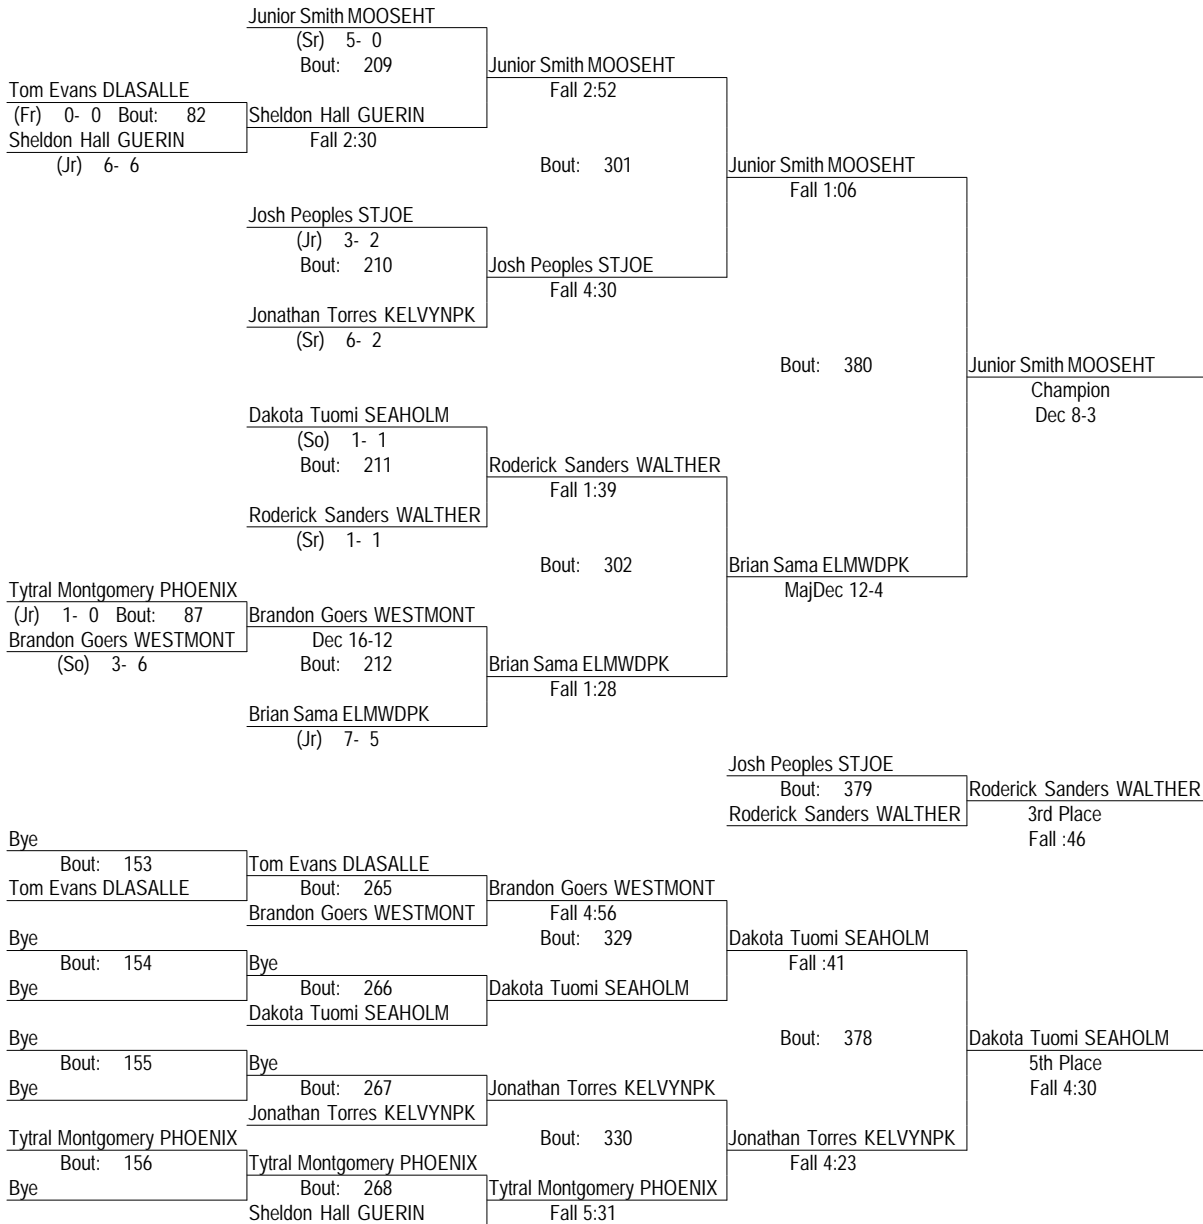 Junior Smith MOOSEHT
(Sr) 5- 0
Bout: 209
Junior Smith MOOSEHT
Fall 2:52
Tom Evans DLASALLE
(Fr) 0- 0 Bout: 82
Sheldon Hall GUERIN
Sheldon Hall GUERIN
Fall 2:30
(Jr) 6- 6
Bout: 301
Junior Smith MOOSEHT
Fall 1:06
Josh Peoples STJOE
(Jr) 3- 2
Bout: 210
Josh Peoples STJOE
Fall 4:30
Jonathan Torres KELVYNPK
(Sr) 6- 2
Bout: 380
Junior Smith MOOSEHT
Champion
Dec 8-3
Dakota Tuomi SEAHOLM
(So) 1- 1
Bout: 211
Roderick Sanders WALTHER
Fall 1:39
Roderick Sanders WALTHER
(Sr) 1- 1
Bout: 302
Brian Sama ELMWDPK
MajDec 12-4
Tytral Montgomery PHOENIX
(Jr) 1- 0 Bout: 87
Brandon Goers WESTMONT
Brandon Goers WESTMONT
Dec 16-12
(So) 3- 6
Bout: 212
Brian Sama ELMWDPK
Fall 1:28
Brian Sama ELMWDPK
(Jr) 7- 5
Josh Peoples STJOE
Bout: 379
Roderick Sanders WALTHER
Roderick Sanders WALTHER
3rd Place
Fall :46
Bye
Bout: 153
Tom Evans DLASALLE
Tom Evans DLASALLE
Bout: 265
Brandon Goers WESTMONT
Brandon Goers WESTMONT
Fall 4:56
Bye
Bout: 329
Dakota Tuomi SEAHOLM
Fall :41
Bout: 154
Bye
Bye
Bout: 266
Dakota Tuomi SEAHOLM
Dakota Tuomi SEAHOLM
Bye
Bout: 378
Dakota Tuomi SEAHOLM
5th Place
Fall 4:30
Bout: 155
Bye
Bye
Bout: 267
Jonathan Torres KELVYNPK
Jonathan Torres KELVYNPK
Tytral Montgomery PHOENIX
Bout: 330
Jonathan Torres KELVYNPK
Fall 4:23
Bout: 156
Tytral Montgomery PHOENIX
Bye
Bout: 268
Tytral Montgomery PHOENIX
Sheldon Hall GUERIN
Fall 5:31